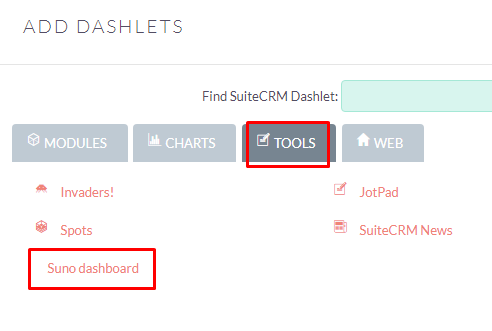 ADD DASHLETS
Find SuiteCRM Dashlet:
MODULES CHARTS TOOLS WEB
Invaders! JotPad
Spots SuiteCRM News
Suno dashboard